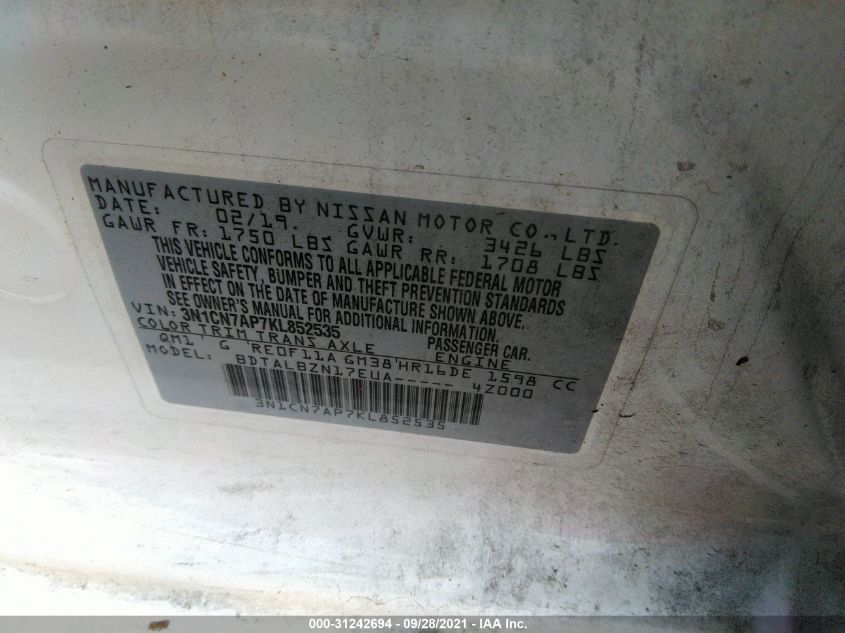 MANUFACTURED BY NISSAN MOTOR CO., LTD.
DATE: 02/19. GVWR: 3426 LBS
GAWR FR: 1750 LBS GAWR RR: 1708 LBS
THIS VEHICLE CONFORMS TO ALL APPLICABLE FEDERAL MOTOR
VEHICLE SAFETY, BUMPER AND THEFT PREVENTION STANDARDS
IN EFFECT ON THE DATE OF MANUFACTURE SHOWN ABOVE.
SEE OWNER'S MANUAL FOR ADDITIONAL INFORMATION.
VIN: 3N1CN7AP7KL852535 PASSENGER CAR.
COLOR TRIM TRANS AXLE ENGINE
QM1' G RE0F11A GM38'HR16DE 1598 CC
MODEL: BDTALBZN17EUA----- 4Z000
3N1CN7AP7KL852535
000-31242694 - 09/28/2021 - IAA Inc.